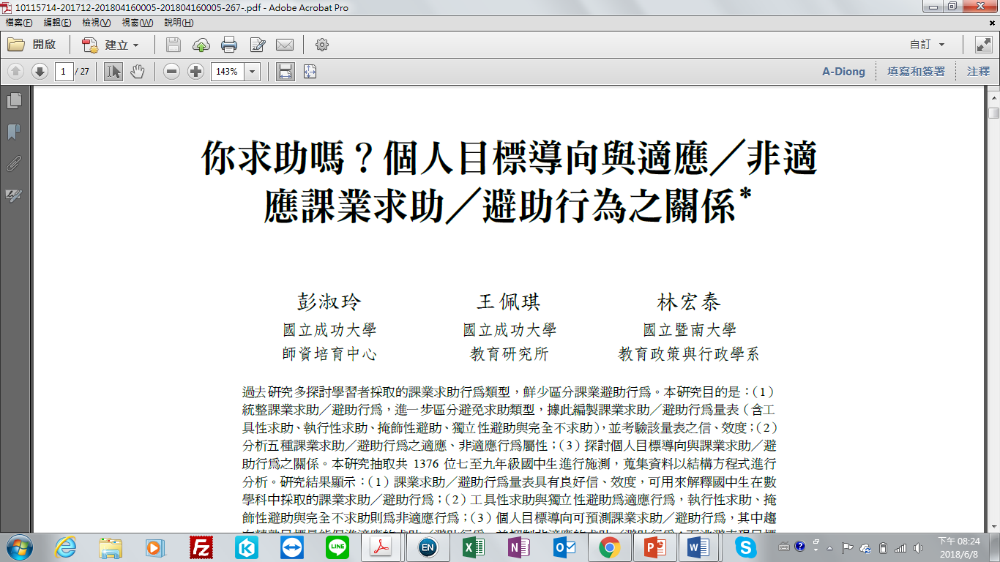 10115714-201712-201804160005-201804160005-267-.pdf - Adobe Acrobat Pro
檔案(F) 編輯(E) 檢視(V) 視窗(W) 說明(H)
開啟 建立 自訂
1 / 27 143% A-Diong 填寫和簽署 注釋
你求助嗎？個人目標導向與適應／非適
應課業求助／避助行為之關係*
彭淑玲 王佩琪 林宏泰
國立成功大學 國立成功大學 國立暨南大學
師資培育中心 教育研究所 教育政策與行政學系
過去研究多探討學習者採取的課業求助行為類型，鮮少區分課業避助行為。本研究目的是：（1）
統整課業求助／避助行為，進一步區分避免求助類型，據此編製課業求助／避助行為量表（含工
具性求助、執行性求助、掩飾性避助、獨立性避助與完全不求助），並考驗該量表之信、效度；（2）
分析五種課業求助／避助行為之適應、非適應行為屬性；（3）探討個人目標導向與課業求助／避
助行為之關係。本研究抽取共 1376 位七至九年級國中生進行施測，蒐集資料以結構方程式進行
分析。研究結果顯示：（1）課業求助／避助行為量表具有良好信、效度，可用來解釋國中生在數
學科中採取的課業求助／避助行為；（2）工具性求助與獨立性避助為適應行為，執行性求助、掩
飾性避助與完全不求助則為非適應行為；（3）個人目標導向可預測課業求助／避助行為，其中趨
EN
LINE
下午 08:24
2018/6/8